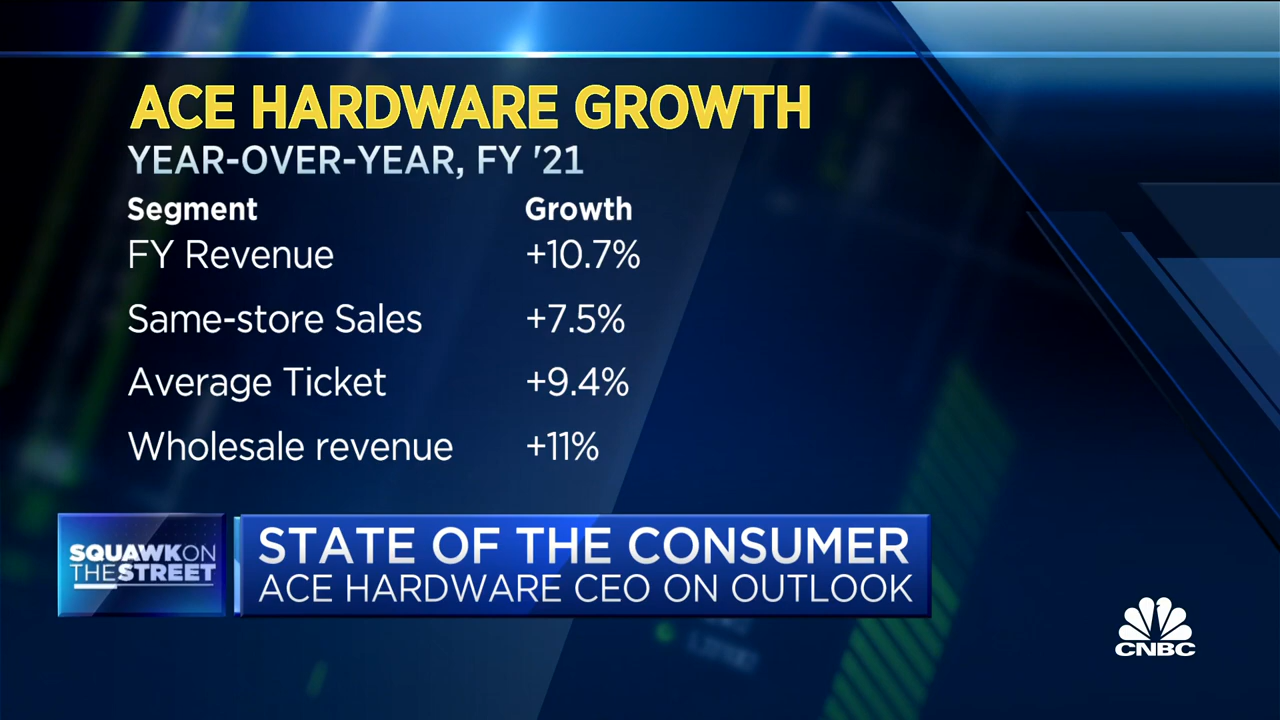 ACE HARDWARE GROWTH
YEAR-OVER-YEAR, FY '21
Segment Growth
FY Revenue +10.7%
Same-store Sales +7.5%
Average Ticket +9.4%
Wholesale revenue +11%
SQUAWK ON
THE STREET
STATE OF THE CONSUMER
ACE HARDWARE CEO ON OUTLOOK
CNBC